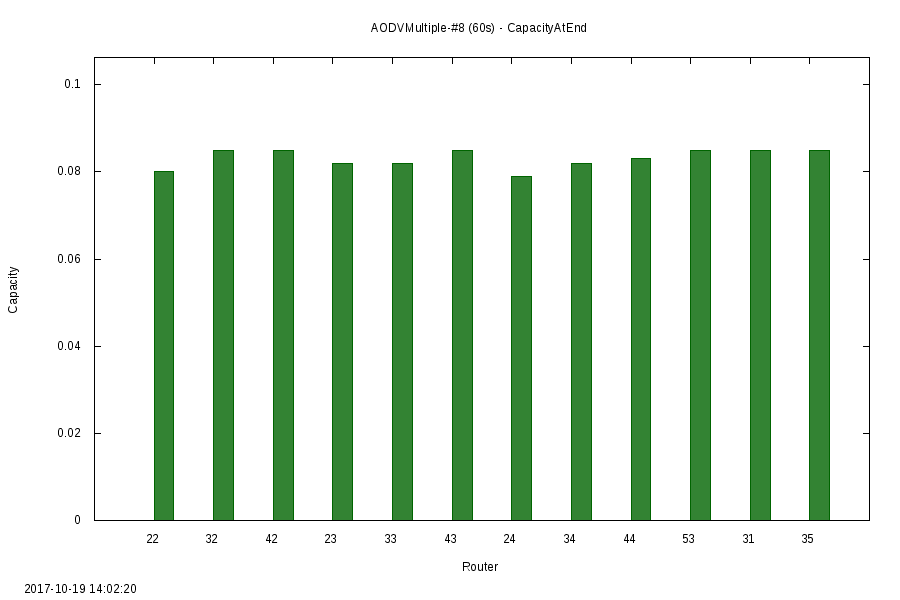 AODVMultiple-#8 (60s) - CapacityAtEnd
0.1
0.08
0.06
0.04
0.02
0
Capacity
22 32 42 23 33 43 24 34 44 53 31 35
Router
2017-10-19 14:02:20